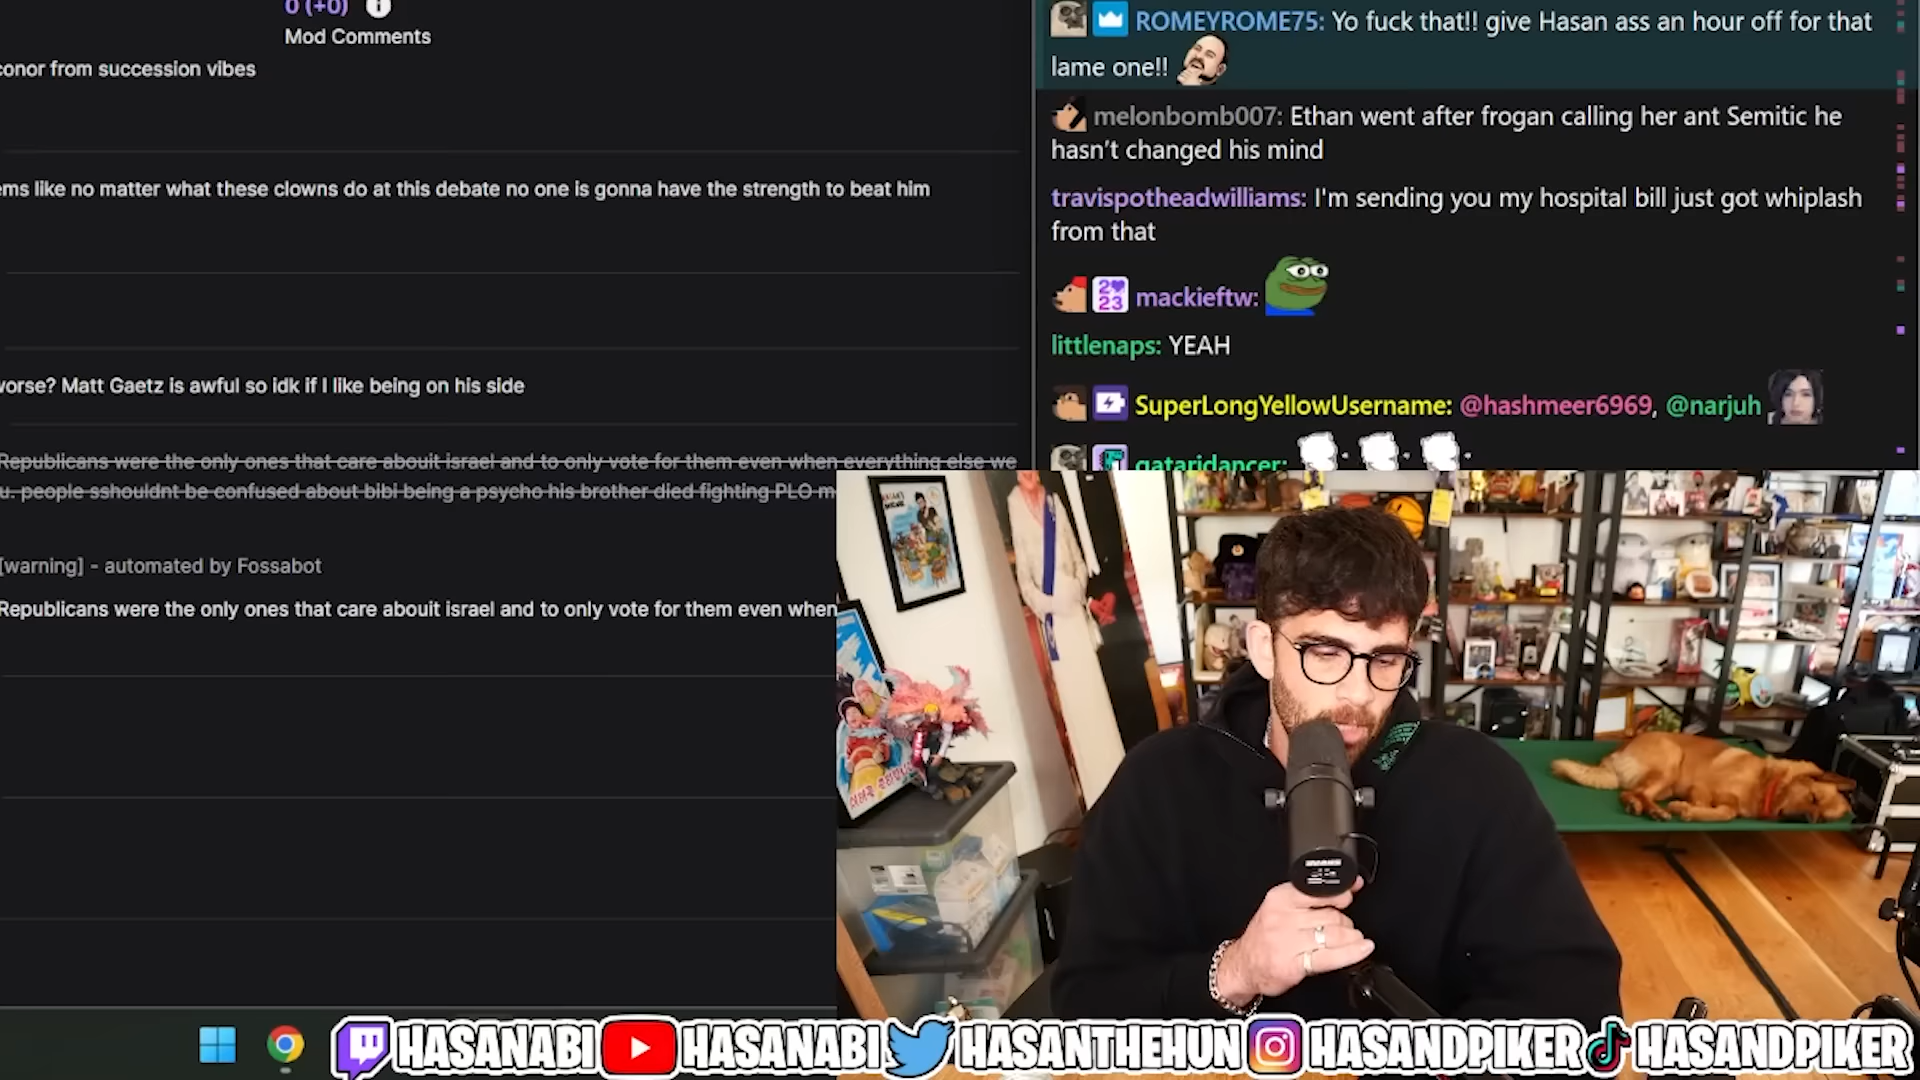 0 (+0)
Mod Comments
conor from succession vibes
ems like no matter what these clowns do at this debate no one is gonna have the strength to beat him
worse? Matt Gaetz is awful so idk if I like being on his side
Republicans were the only ones that care abouit israel and to only vote for them even when everything else we
u. people sshouldnt be confused about bibi being a psycho his brother died fighting PLO m
[warning] - automated by Fossabot
Republicans were the only ones that care abouit israel and to only vote for them even when
ROMEYROME75: Yo fuck that!! give Hasan ass an hour off for that
lame one!!
melonbomb007: Ethan went after frogan calling her ant Semitic he
hasn't changed his mind
travispotheadwilliams: I'm sending you my hospital bill just got whiplash
from that
2 23 mackieftw:
littlenaps: YEAH
SuperLongYellowUsername: @hashmeer6969, @narjuh
qataridancer:
HASANABI HASANABI HASANTHEHUN HASANDPIKER HASANDPIKER